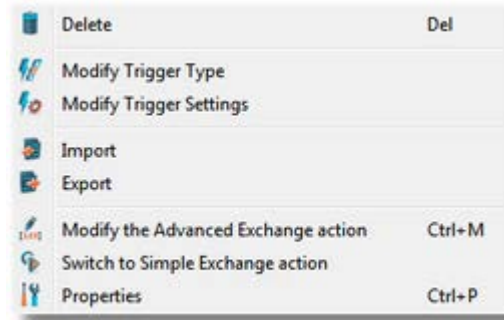 Delete Del
Modify Trigger Type
Modify Trigger Settings
Import
Export
Modify the Advanced Exchange action Ctrl+M
Switch to Simple Exchange action
Properties Ctrl+P